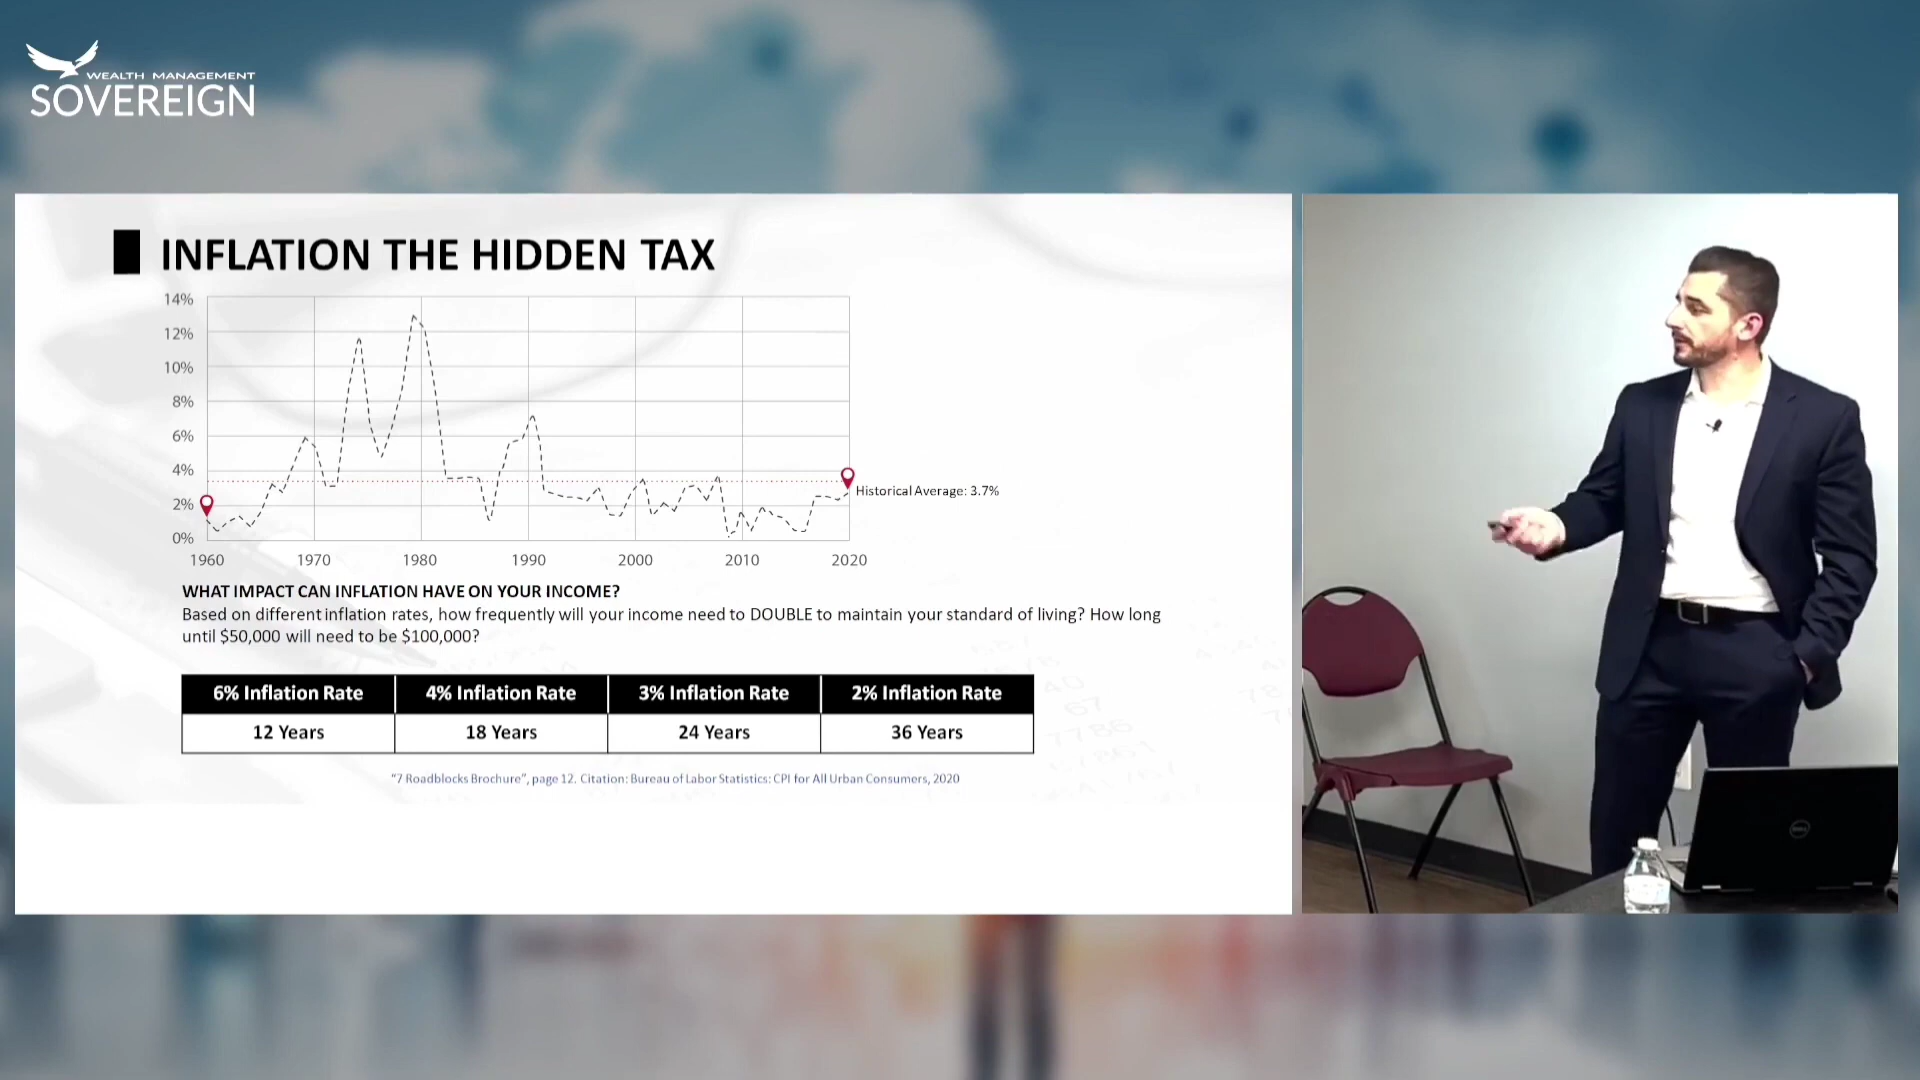 WEALTH MANAGEMENT
SOVEREIGN
INFLATION THE HIDDEN TAX
14%
12%
10%
8%
6%
4%
2%
0%
Historical Average: 3.7%
1960 1970 1980 1990 2000 2010 2020
WHAT IMPACT CAN INFLATION HAVE ON YOUR INCOME?
Based on different inflation rates, how frequently will your income need to DOUBLE to maintain your standard of living? How long
until $50,000 will need to be $100,000?
6% Inflation Rate 4% Inflation Rate 3% Inflation Rate 2% Inflation Rate
12 Years 18 Years 24 Years 36 Years
"7 Roadblocks Brochure", page 12. Citation: Bureau of Labor Statistics: CPI for All Urban Consumers, 2020
DELL